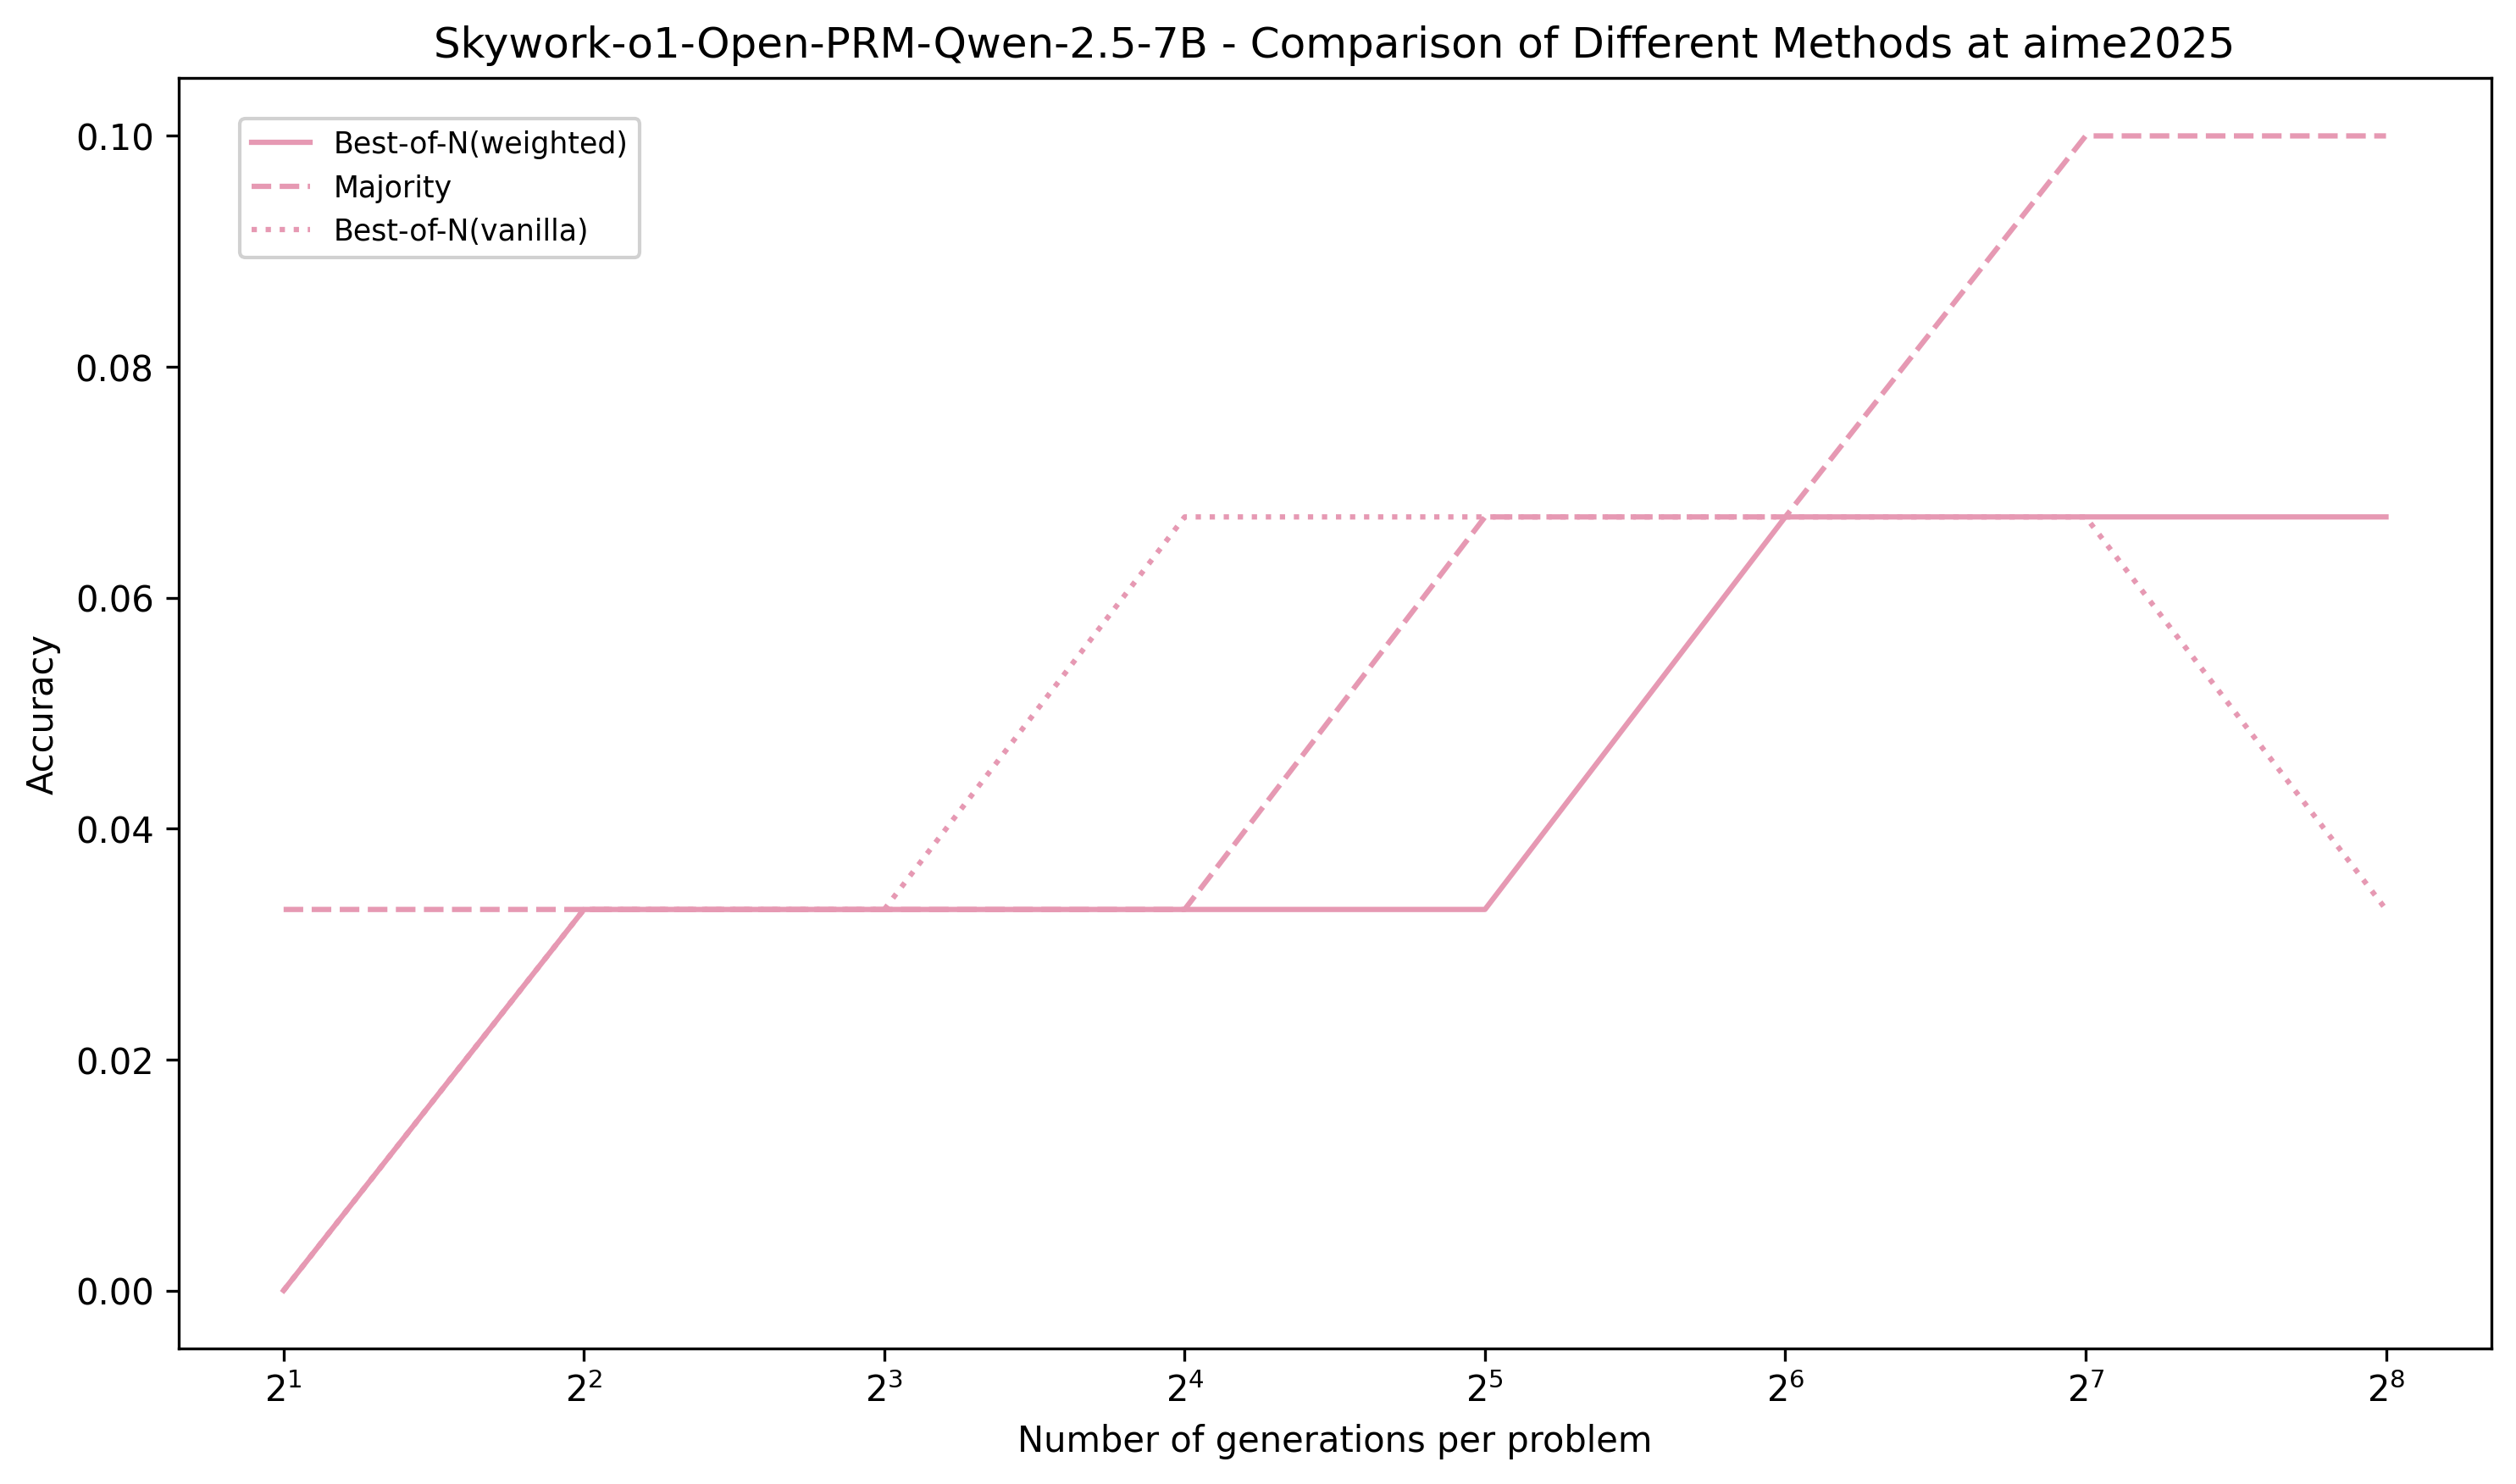 Skywork-o1-Open-PRM-Qwen-2.5-7B - Comparison of Different Methods at aime2025
Best-of-N(weighted)
Majority
Best-of-N(vanilla)
Accuracy
0.10
0.08
0.06
0.04
0.02
0.00
2¹ 2² 2³ 2⁴ 2⁵ 2⁶ 2⁷ 2⁸
Number of generations per problem